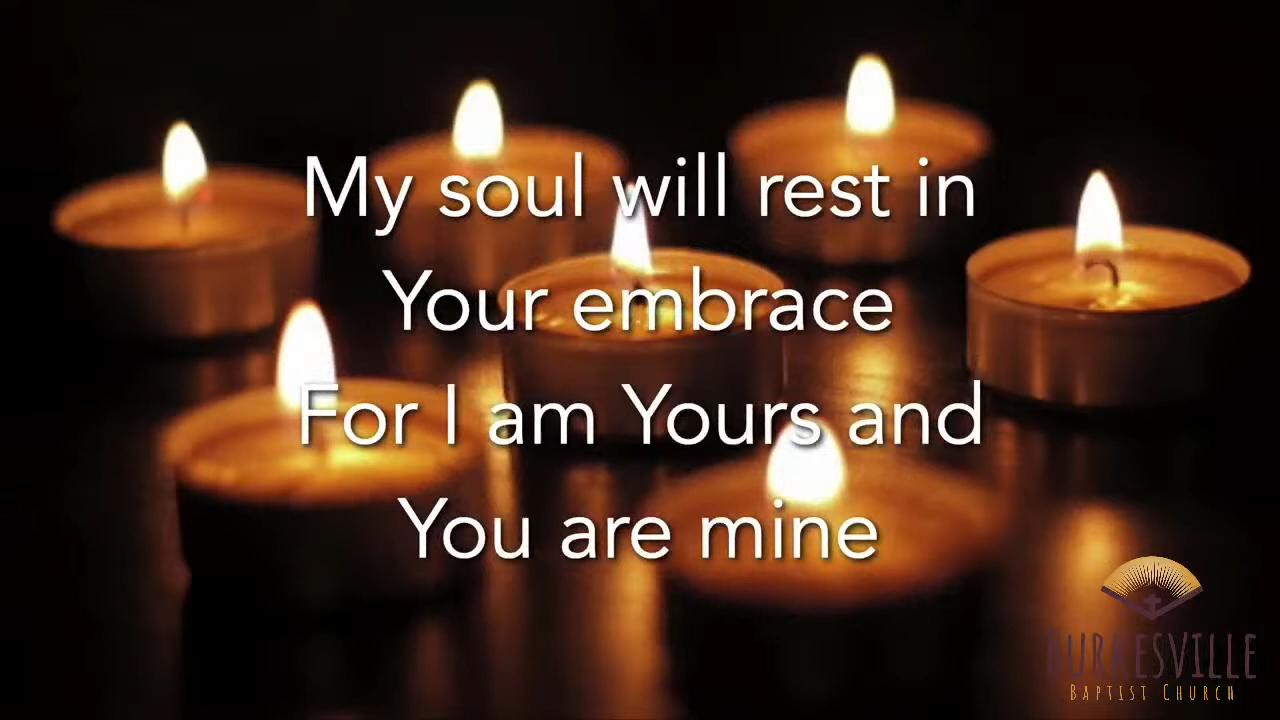 My soul will rest in
Your embrace
For I am Yours and
You are mine
BURKESVILLE
BAPTIST CHURCH